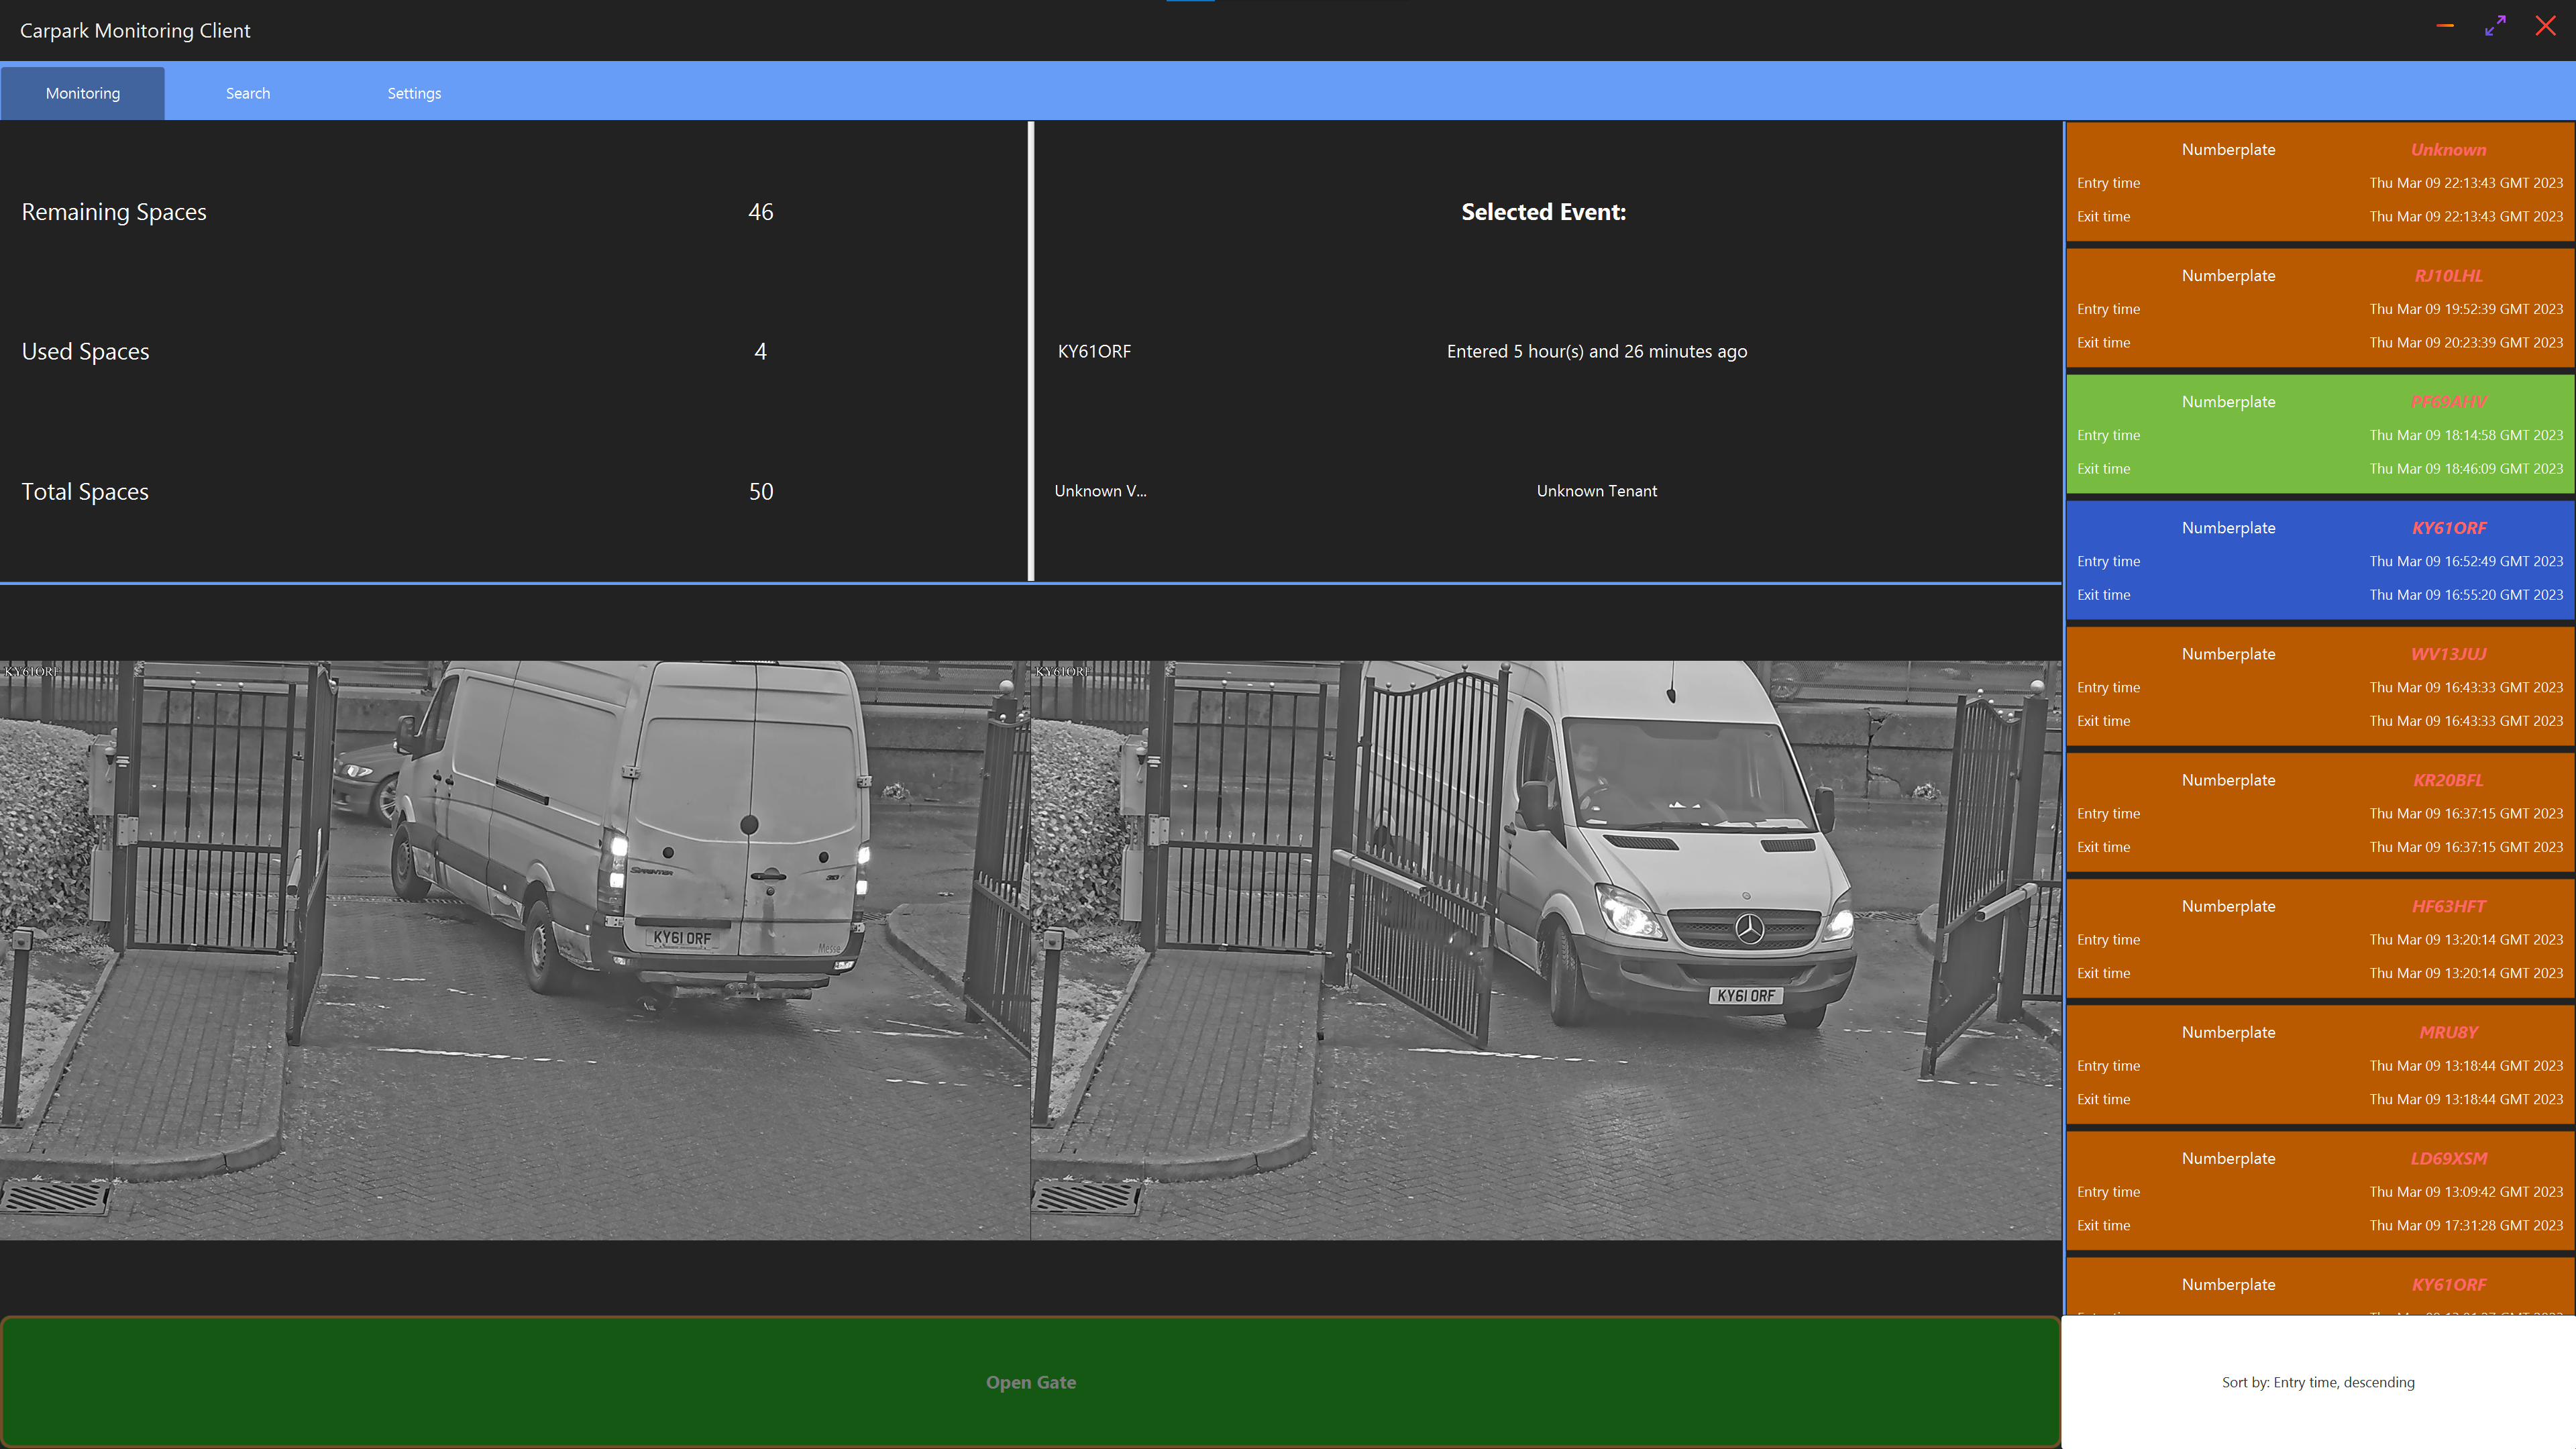 Carpark Monitoring Client
Monitoring Search Settings
Remaining Spaces 46
Used Spaces 4
Total Spaces 50
Selected Event:
KY61ORF Entered 5 hour(s) and 26 minutes ago
Unknown V... Unknown Tenant
KY61ORF
SPRINTER
KY61 ORF
Messe
KY61ORF
KY61 ORF
Open Gate
Numberplate Unknown
Entry time Thu Mar 09 22:13:43 GMT 2023
Exit time Thu Mar 09 22:13:43 GMT 2023
Numberplate RJ10LHL
Entry time Thu Mar 09 19:52:39 GMT 2023
Exit time Thu Mar 09 20:23:39 GMT 2023
Numberplate PF69AHV
Entry time Thu Mar 09 18:14:58 GMT 2023
Exit time Thu Mar 09 18:46:09 GMT 2023
Numberplate KY61ORF
Entry time Thu Mar 09 16:52:49 GMT 2023
Exit time Thu Mar 09 16:55:20 GMT 2023
Numberplate WV13JUJ
Entry time Thu Mar 09 16:43:33 GMT 2023
Exit time Thu Mar 09 16:43:33 GMT 2023
Numberplate KR20BFL
Entry time Thu Mar 09 16:37:15 GMT 2023
Exit time Thu Mar 09 16:37:15 GMT 2023
Numberplate HF63HFT
Entry time Thu Mar 09 13:20:14 GMT 2023
Exit time Thu Mar 09 13:20:14 GMT 2023
Numberplate MRU8Y
Entry time Thu Mar 09 13:18:44 GMT 2023
Exit time Thu Mar 09 13:18:44 GMT 2023
Numberplate LD69XSM
Entry time Thu Mar 09 13:09:42 GMT 2023
Exit time Thu Mar 09 17:31:28 GMT 2023
Numberplate KY61ORF
Sort by: Entry time, descending